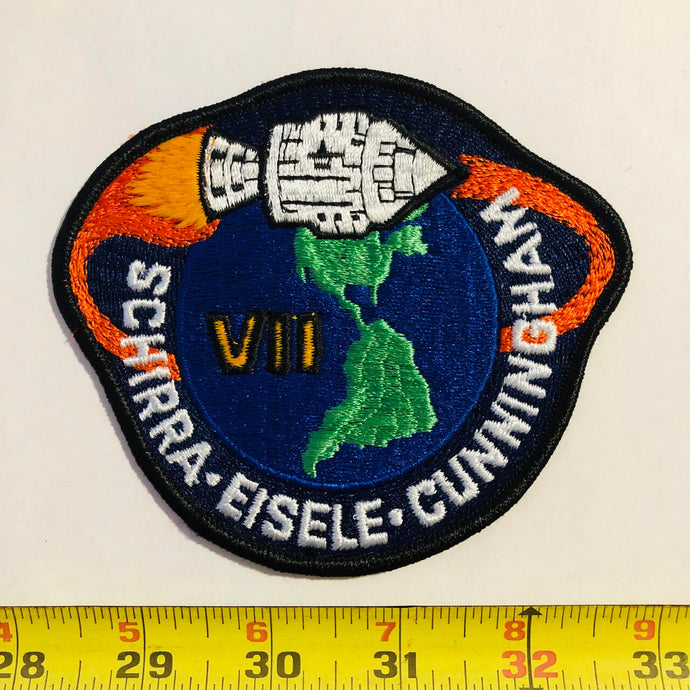 VII
SCHIRRA · EISELE · CUNNINGHAM
4 5 6 7 8 9
28 29 30 31 32 33